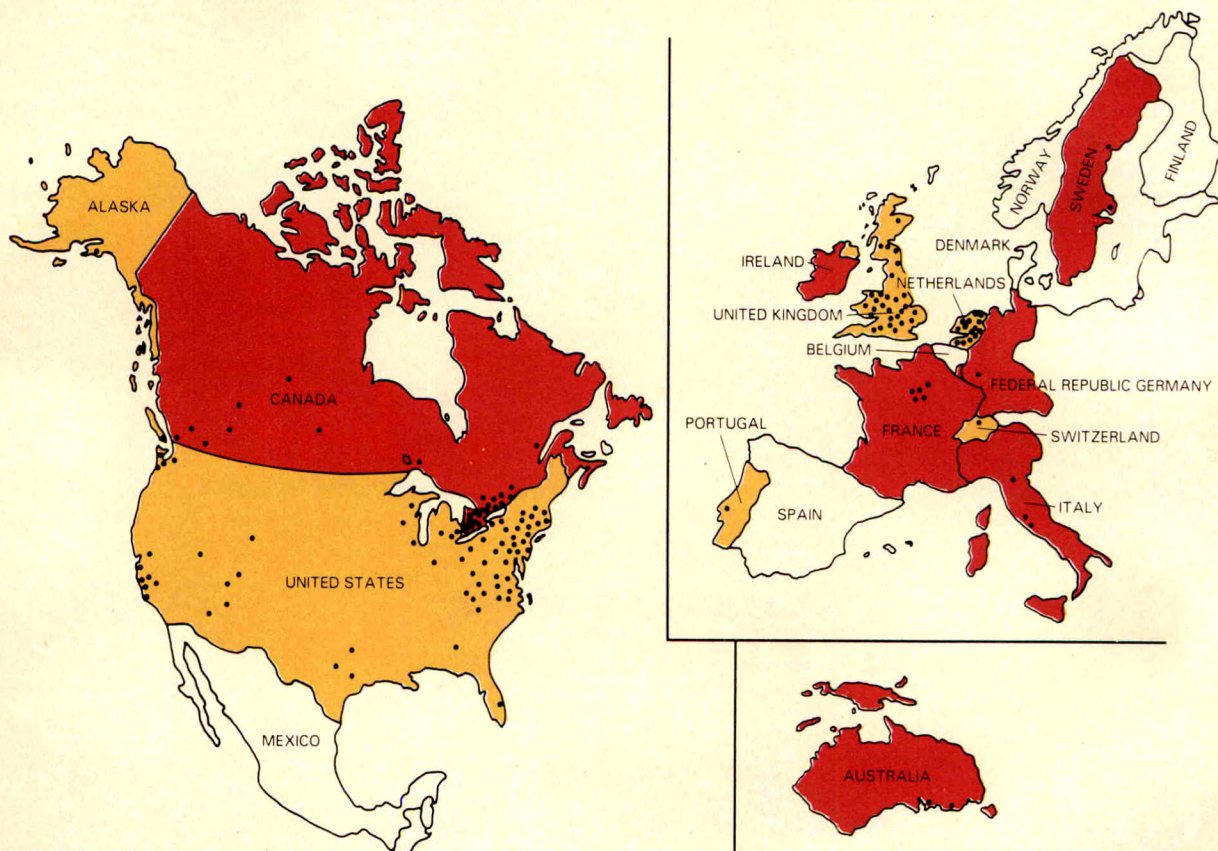 ALASKA
CANADA
UNITED STATES
MEXICO
NORWAY
SWEDEN
FINLAND
DENMARK
IRELAND
NETHERLANDS
UNITED KINGDOM
BELGIUM
FEDERAL REPUBLIC GERMANY
PORTUGAL
FRANCE
SWITZERLAND
SPAIN
ITALY
AUSTRALIA